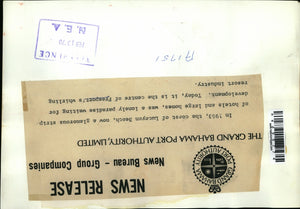 NEWS RELEASE
News Bureau - Group Companies
THE GRAND BAHAMA PORT AUTHORITY, LIMITED
In 1963, the coast of Lucayan Beach, now a glamorous strip
of hotels and large homes, was a lonely paradise waiting for
development. Today, it is the centre of Freeport's whirling
resort industry.
N. E. A.